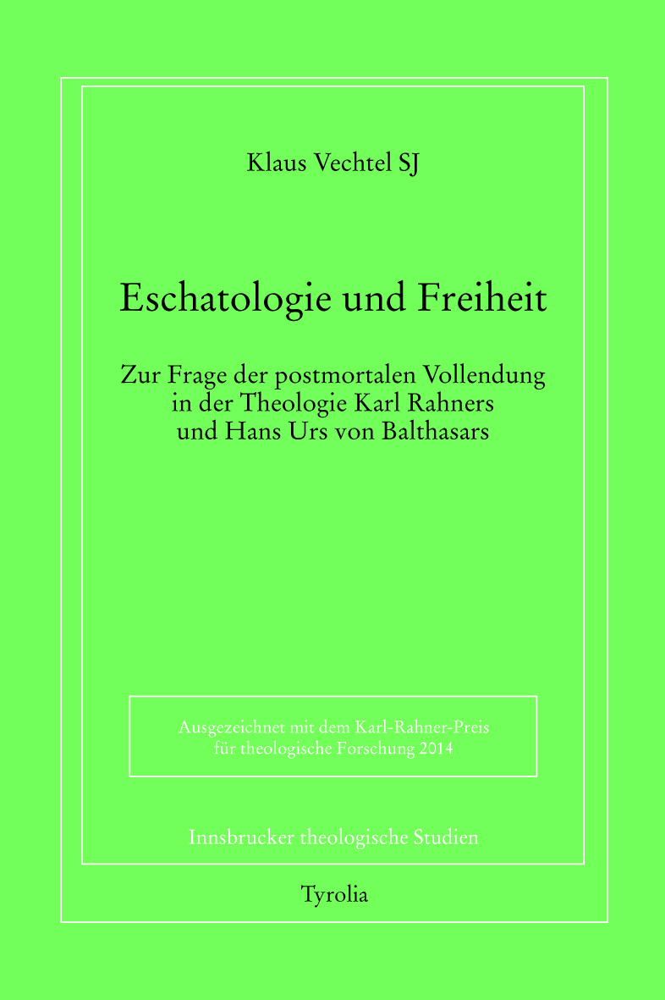 Klaus Vechtel SJ
Eschatologie und Freiheit
Zur Frage der postmortalen Vollendung
in der Theologie Karl Rahners
und Hans Urs von Balthasars
Ausgezeichnet mit dem Karl-Rahner-Preis
für theologische Forschung 2014
Innsbrucker theologische Studien
Tyrolia